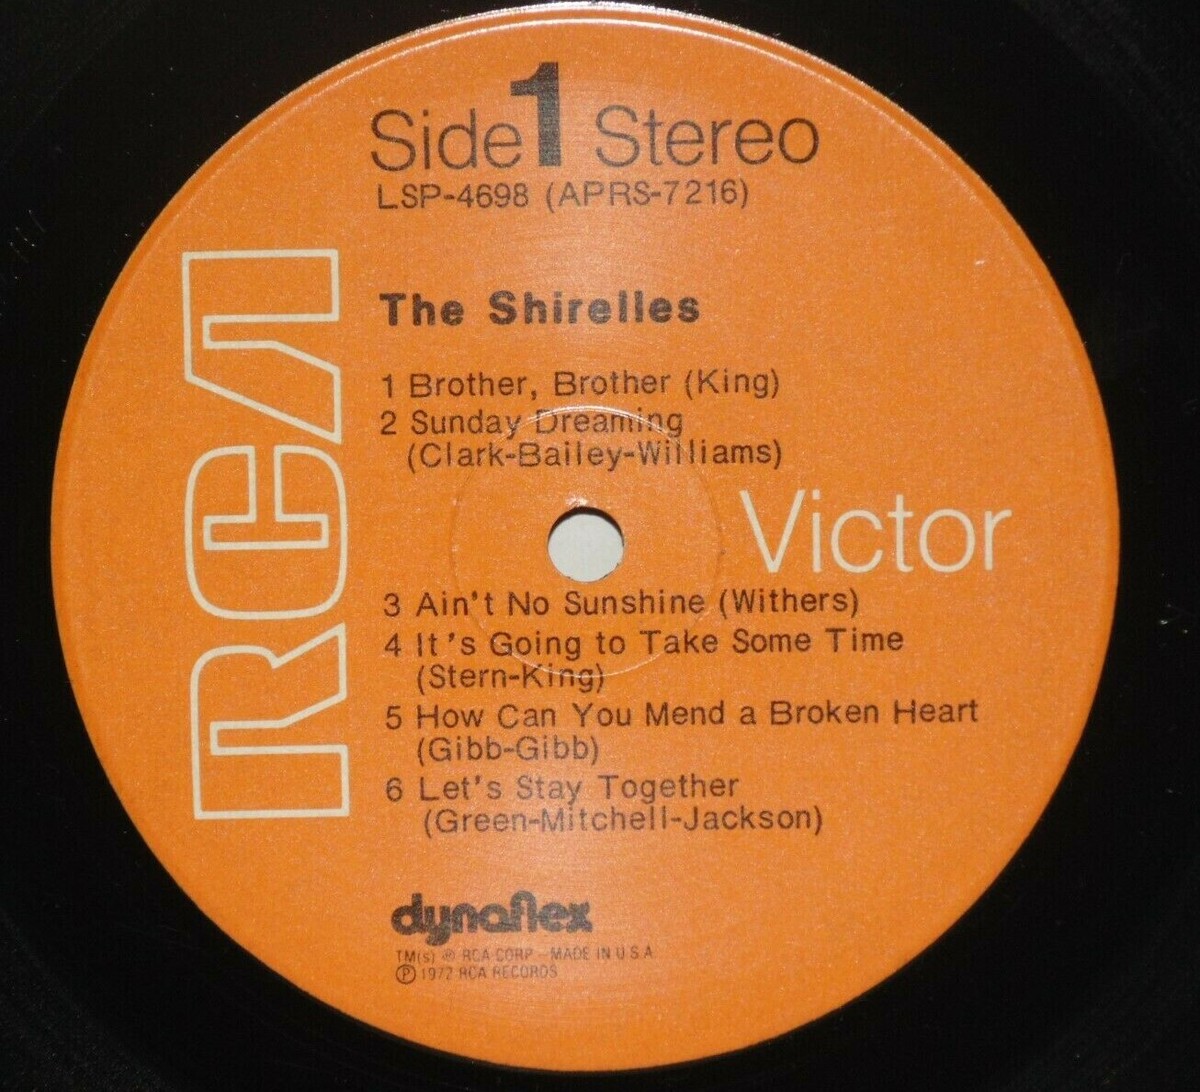 Side 1 Stereo
LSP-4698 (APRS-7216)
RCA
The Shirelles
1 Brother, Brother (King)
2 Sunday Dreaming
(Clark-Bailey-Williams)
Victor
3 Ain't No Sunshine (Withers)
4 It's Going to Take Some Time
(Stern-King)
5 How Can You Mend a Broken Heart
(Gibb-Gibb)
6 Let's Stay Together
(Green-Mitchell-Jackson)
dynaflex
TM(s) ® RCA CORP - MADE IN U.S.A.
℗ 1972 RCA RECORDS